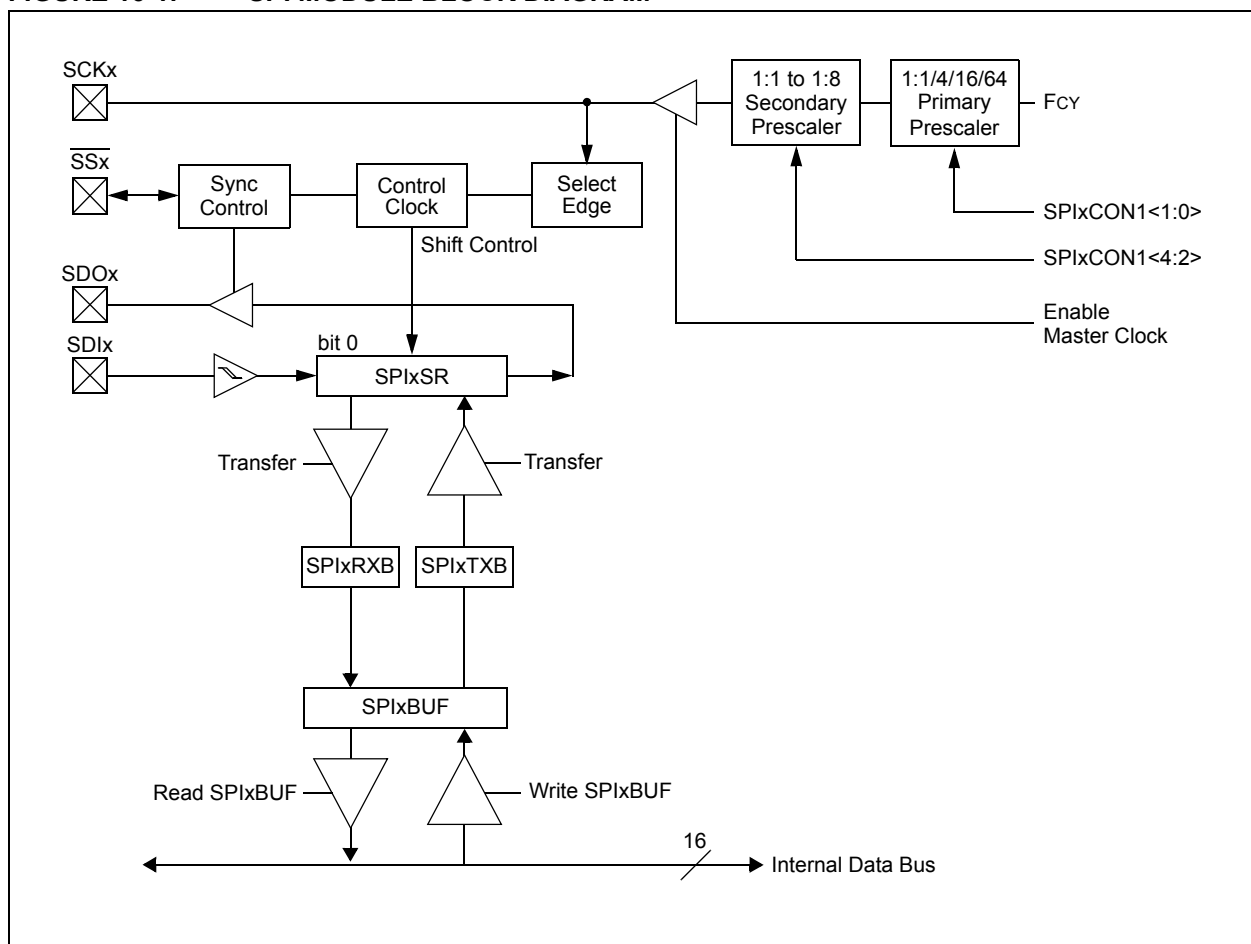 SCKx
1:1 to 1:8
Secondary
Prescaler
1:1/4/16/64
Primary
Prescaler
FCY
SSx
Sync
Control
Control
Clock
Select
Edge
Shift Control
SPIxCON1<1:0>
SPIxCON1<4:2>
SDOx
Enable
Master Clock
SDIx
bit 0
SPIxSR
Transfer
Transfer
SPIxRXB
SPIxTXB
SPIxBUF
Read SPIxBUF
Write SPIxBUF
16
Internal Data Bus